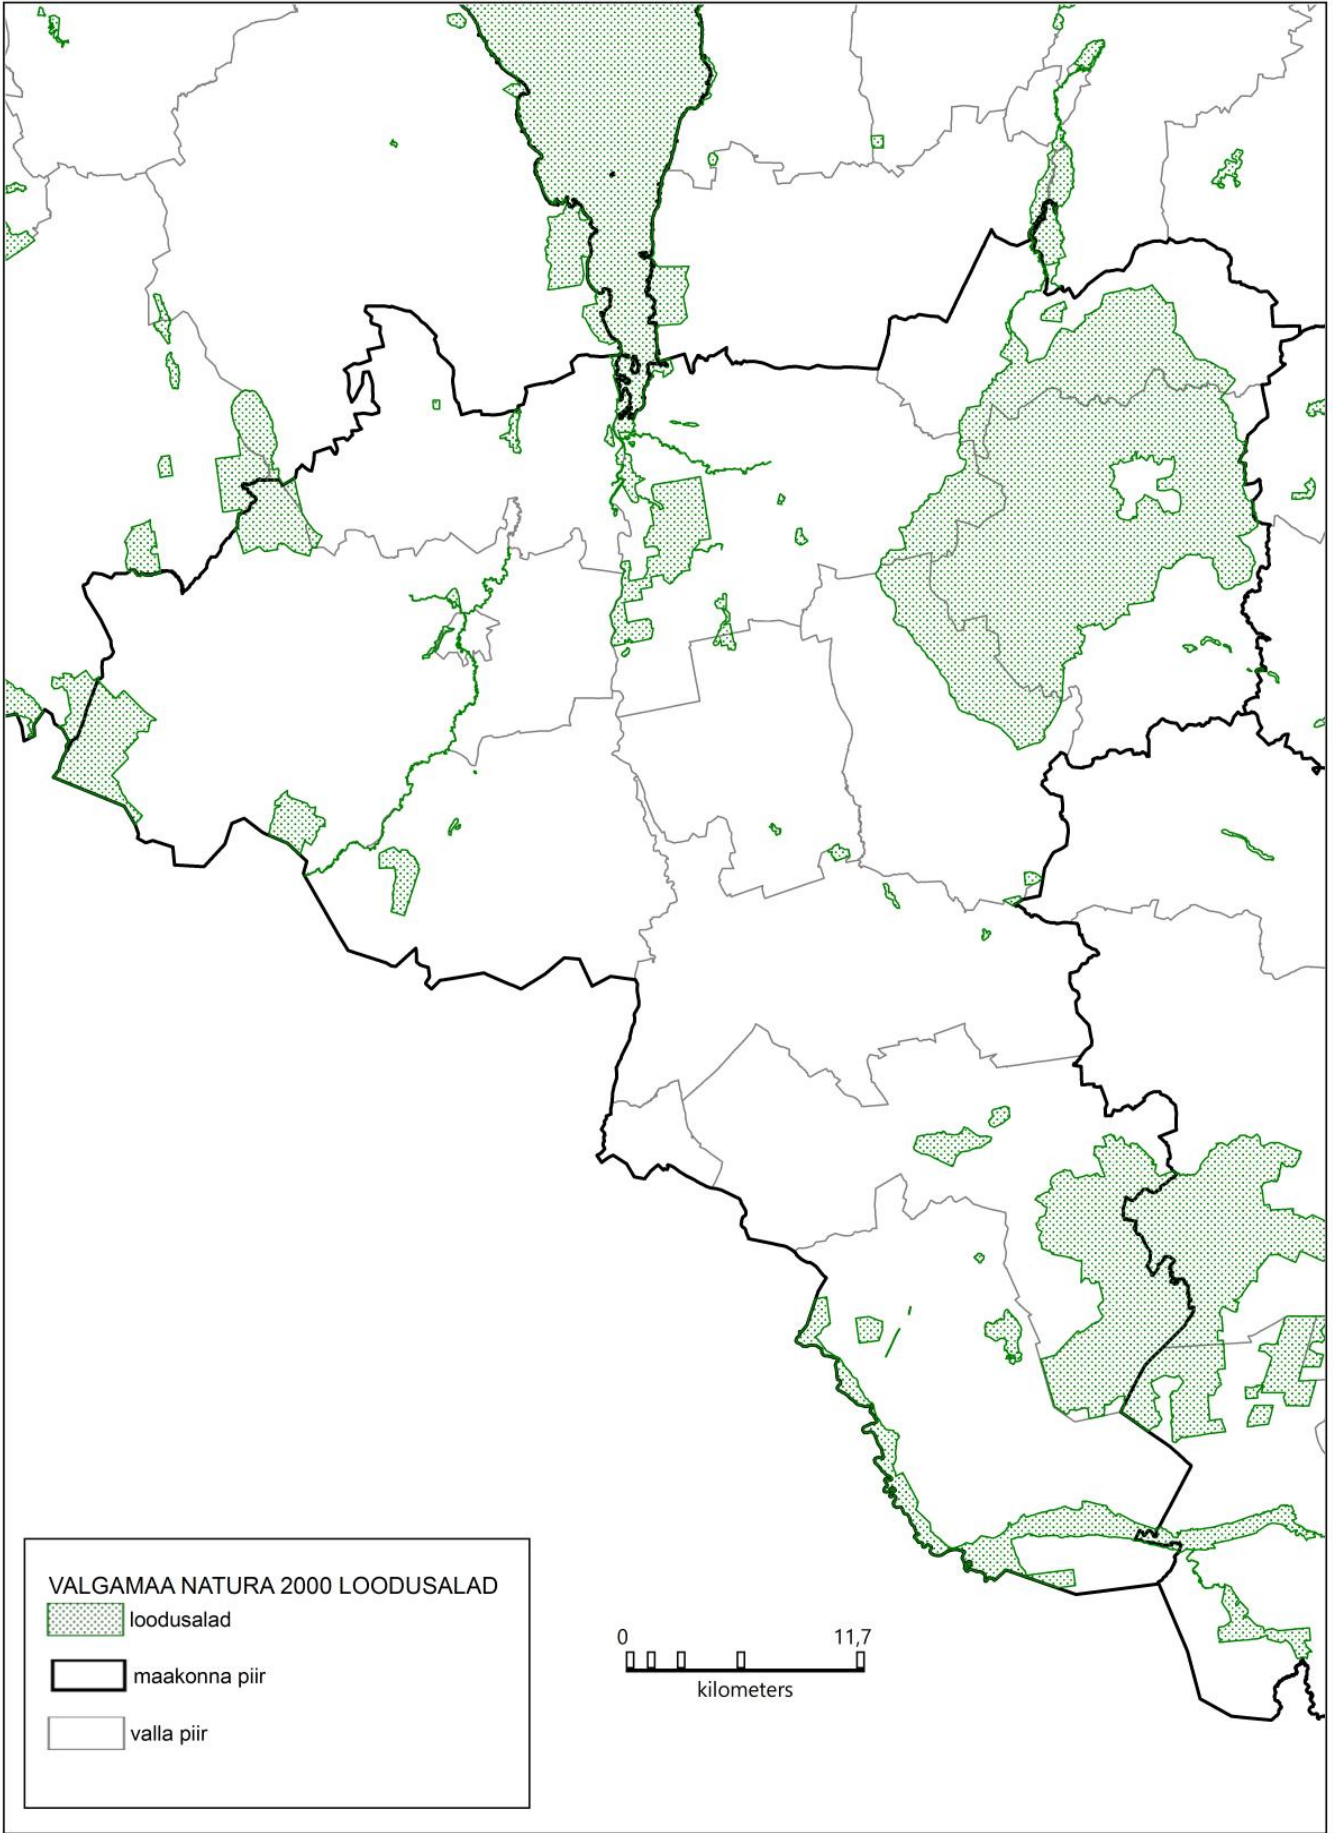 VALGAMAA NATURA 2000 LOODUSALAD
loodusalad
maakonna piir
valla piir
0 11,7
kilometers